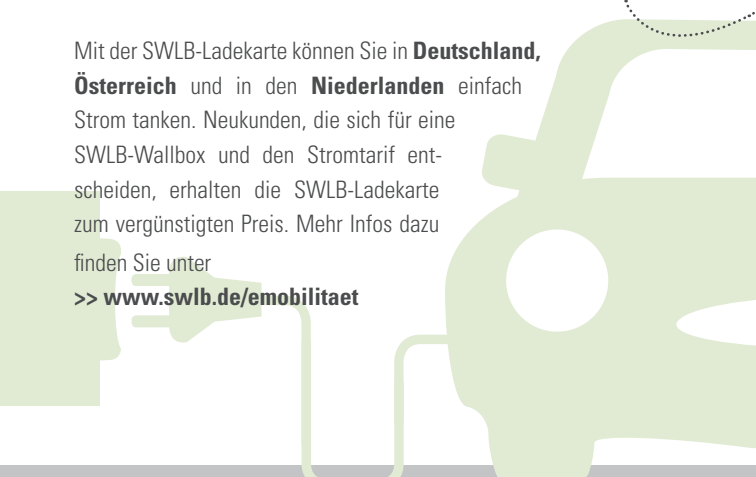 Mit der SWLB-Ladekarte können Sie in Deutschland,
Österreich und in den Niederlanden einfach
Strom tanken. Neukunden, die sich für eine
SWLB-Wallbox und den Stromtarif ent-
scheiden, erhalten die SWLB-Ladekarte
zum vergünstigten Preis. Mehr Infos dazu
finden Sie unter
>> www.swlb.de/emobilitaet